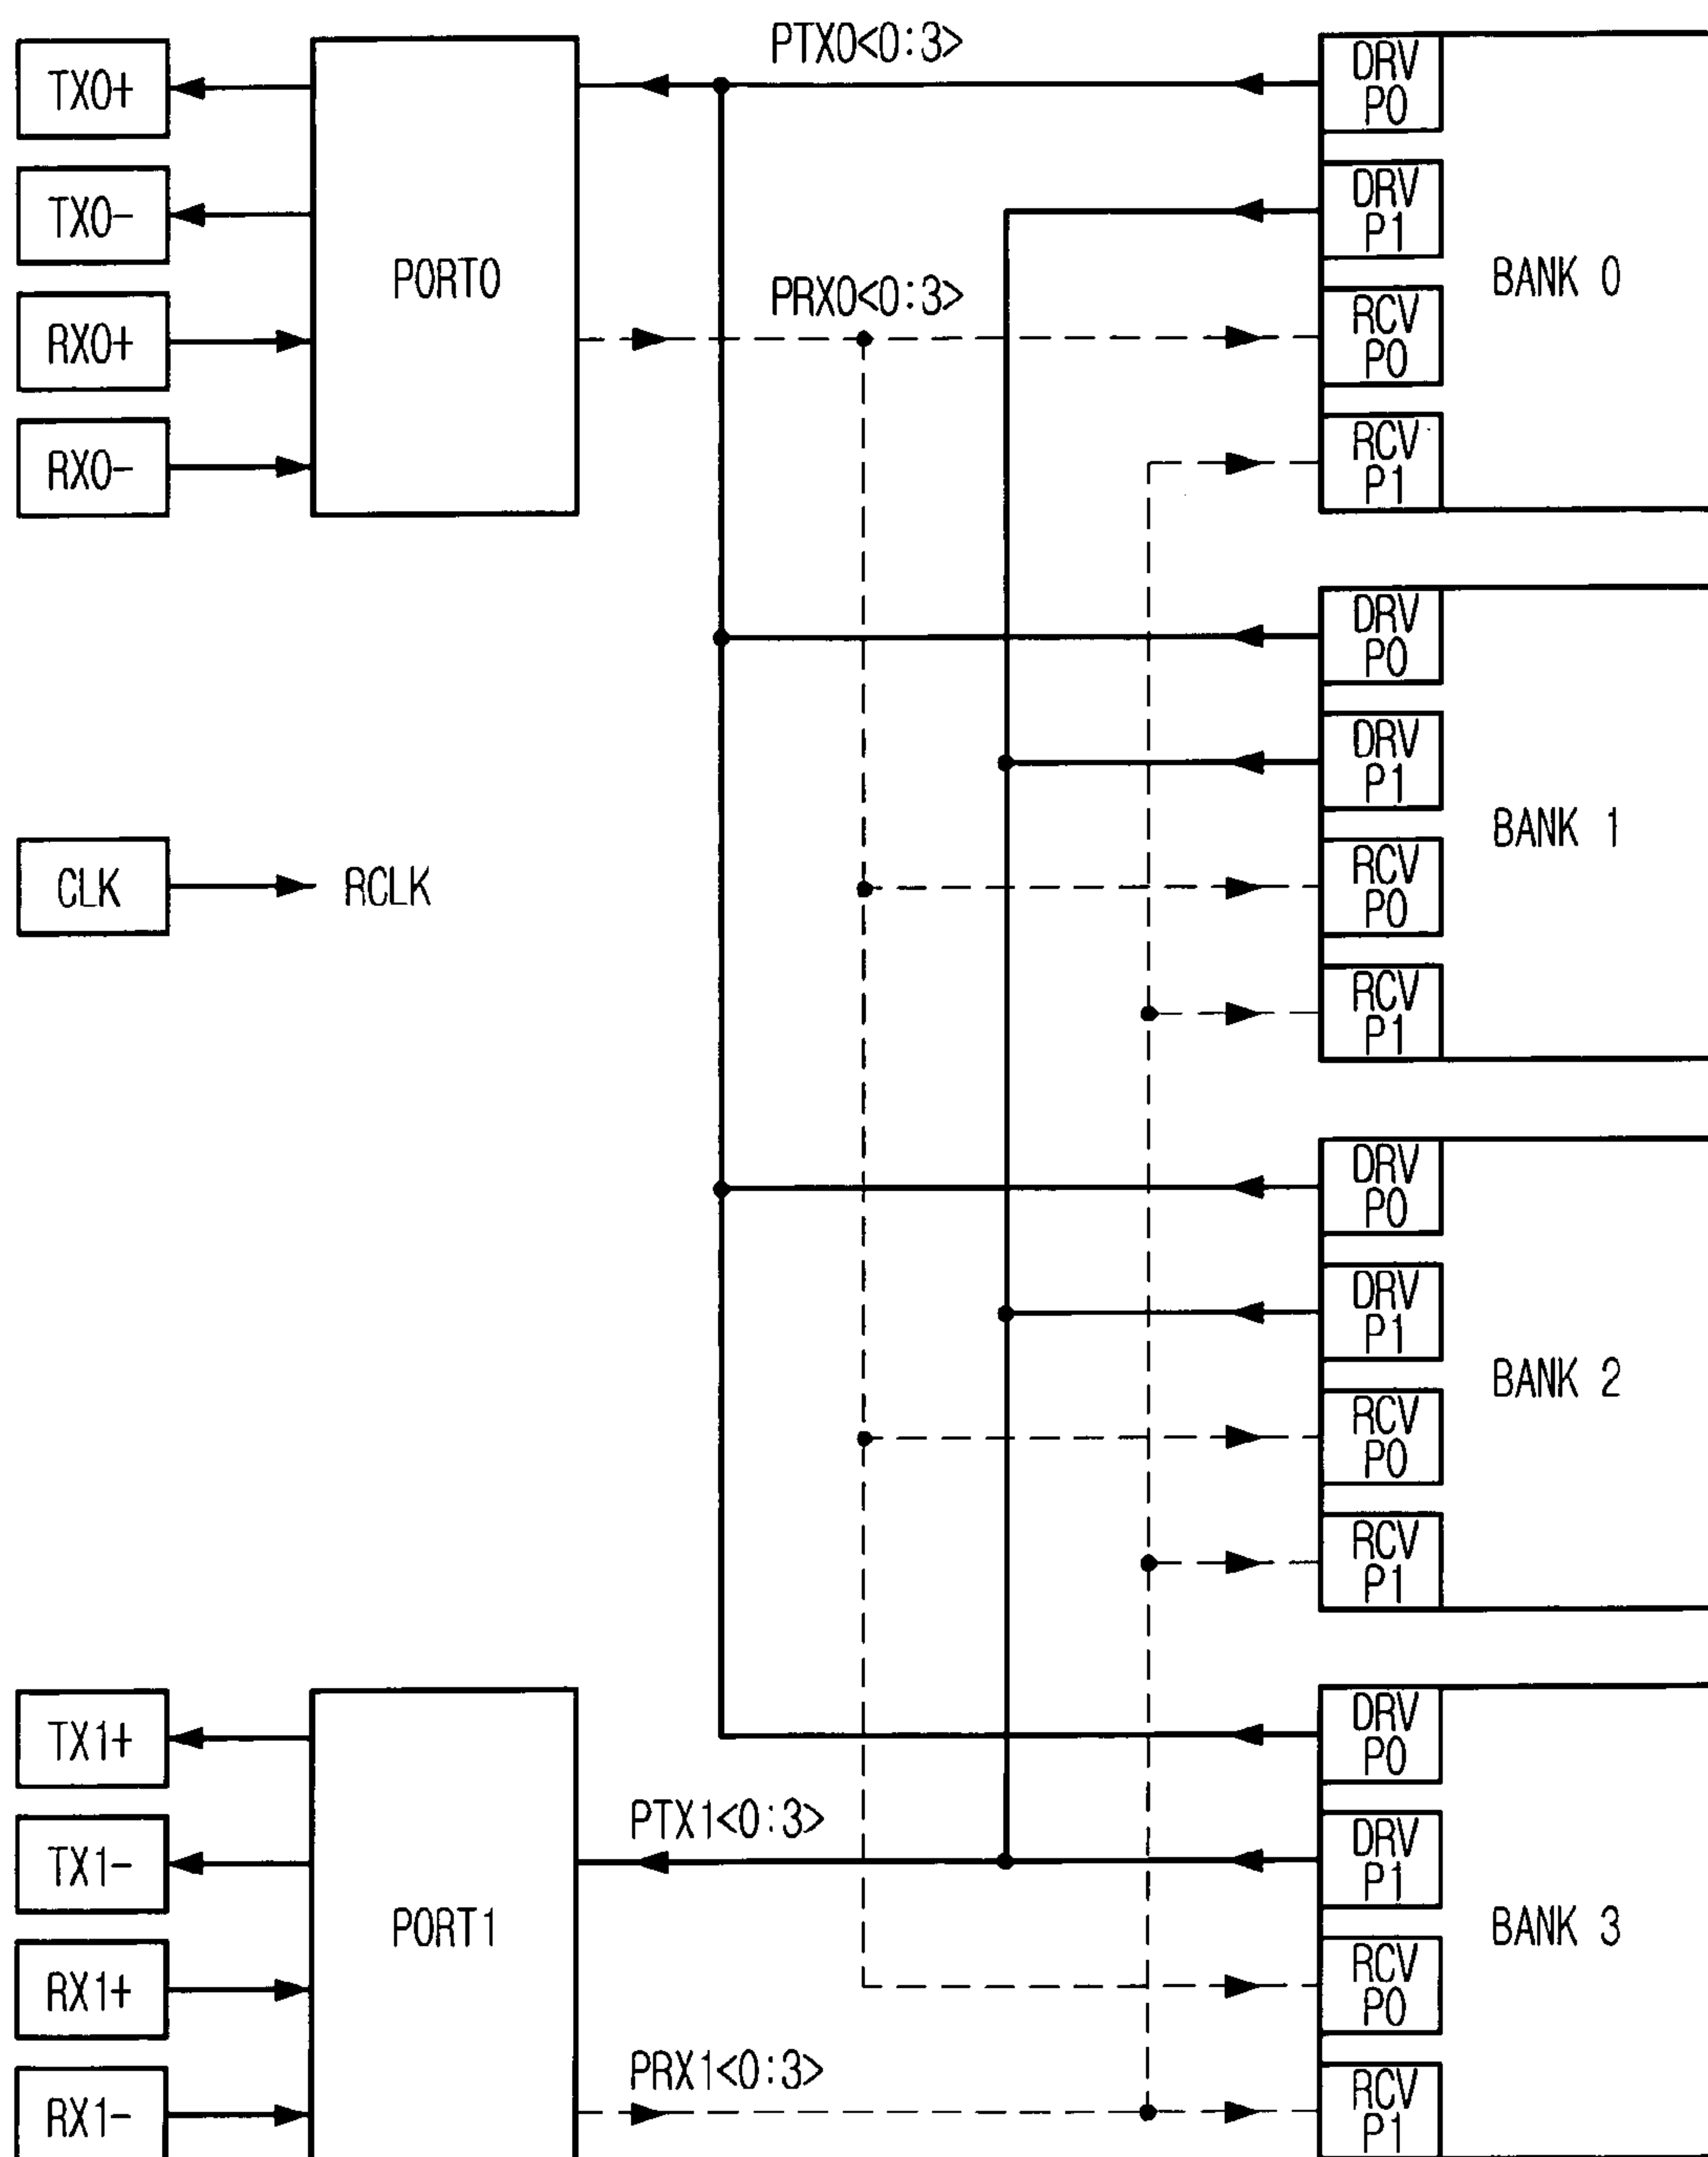 PTX0<0:3>
TX0+
TX0-
RX0+
RX0-
PORT0
PRX0<0:3>
DRV
P0
DRV
P1
RCV
P0
RCV
P1
BANK 0
CLK
RCLK
DRV
P0
DRV
P1
RCV
P0
RCV
P1
BANK 1
DRV
P0
DRV
P1
RCV
P0
RCV
P1
BANK 2
TX1+
TX1-
RX1+
RX1-
PORT1
PTX1<0:3>
PRX1<0:3>
DRV
P0
DRV
P1
RCV
P0
RCV
P1
BANK 3